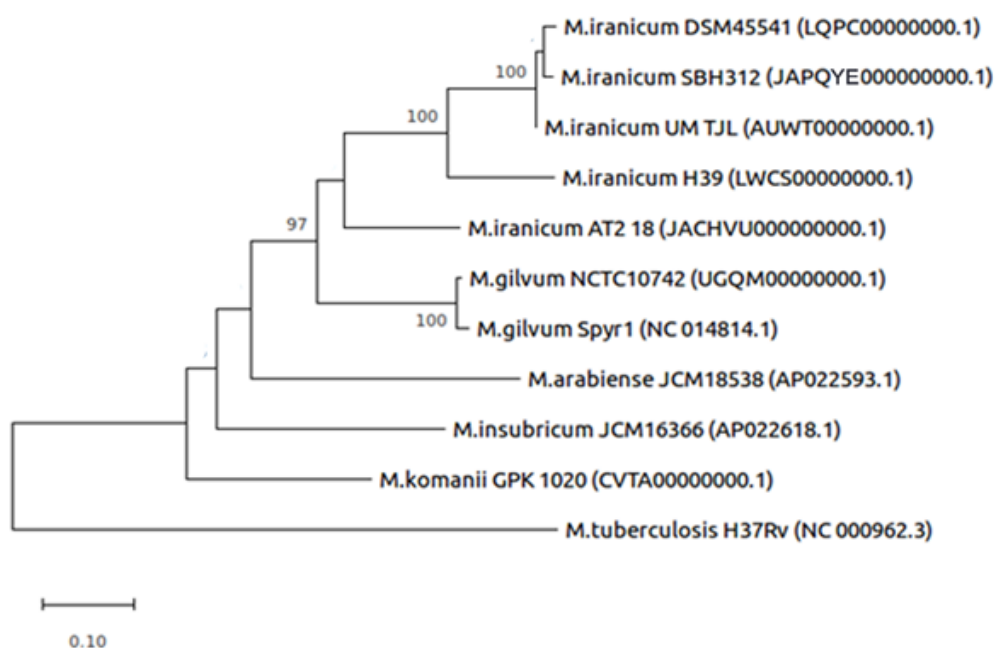 M.iranicum DSM45541 (LQPC00000000.1)
100
M.iranicum SBH312 (JAPQYE000000000.1)
100
M.iranicum UM TJL (AUWT00000000.1)
M.iranicum H39 (LWCS00000000.1)
97
M.iranicum AT2 18 (JACHVU000000000.1)
M.gilvum NCTC10742 (UGQM00000000.1)
100
M.gilvum Spyr1 (NC 014814.1)
M.arabiense JCM18538 (AP022593.1)
M.insubricum JCM16366 (AP022618.1)
M.komanii GPK 1020 (CVTA00000000.1)
M.tuberculosis H37Rv (NC 000962.3)
0.10